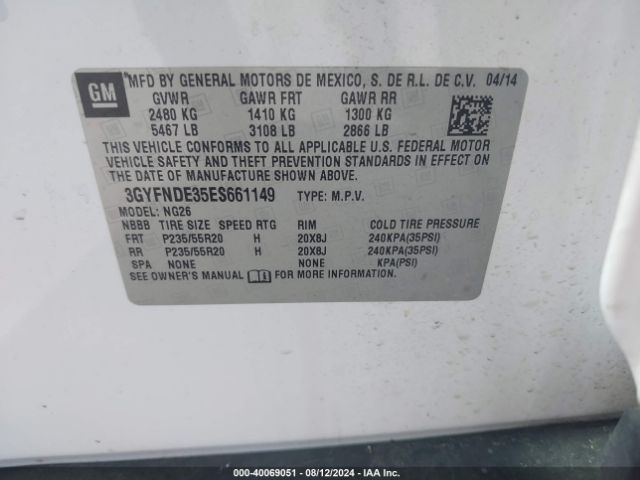 GM
MFD BY GENERAL MOTORS DE MEXICO, S. DE R.L. DE C.V. 04/14
GVWR GAWR FRT GAWR RR
2480 KG 1410 KG 1300 KG
5467 LB 3108 LB 2866 LB
THIS VEHICLE CONFORMS TO ALL APPLICABLE U.S. FEDERAL MOTOR
VEHICLE SAFETY AND THEFT PREVENTION STANDARDS IN EFFECT ON
THE DATE OF MANUFACTURE SHOWN ABOVE.
3GYFNDE35ES661149 TYPE: M.P.V.
MODEL: NG26
NBBB TIRE SIZE SPEED RTG RIM COLD TIRE PRESSURE
FRT P235/55R20 H 20X8J 240KPA(35PSI)
RR P235/55R20 H 20X8J 240KPA(35PSI)
SPA NONE NONE KPA(PSI)
SEE OWNER'S MANUAL FOR MORE INFORMATION.
000-40069051 - 08/12/2024 - IAA Inc.